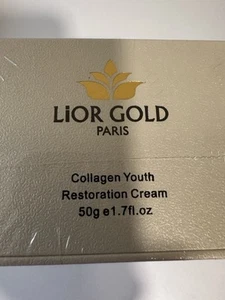 LiOR GOLD
PARIS
Collagen Youth
Restoration Cream
50g e1.7fl.oz